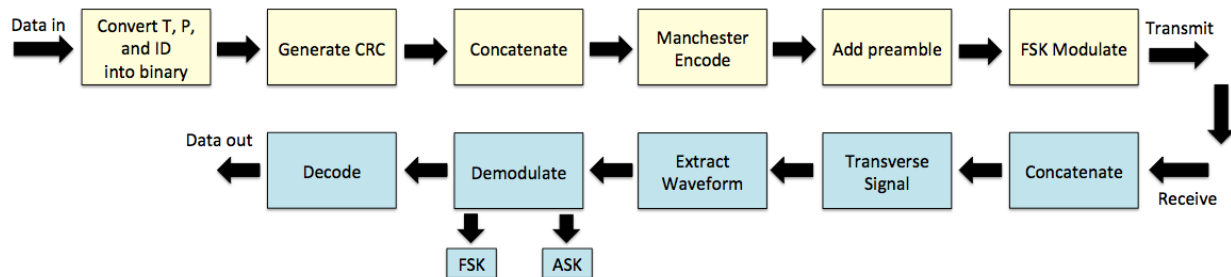 Data in
Convert T, P,
and ID
into binary
Generate CRC
Concatenate
Manchester
Encode
Add preamble
FSK Modulate
Transmit
Data out
Decode
Demodulate
Extract
Waveform
Transverse
Signal
Concatenate
Receive
FSK
ASK